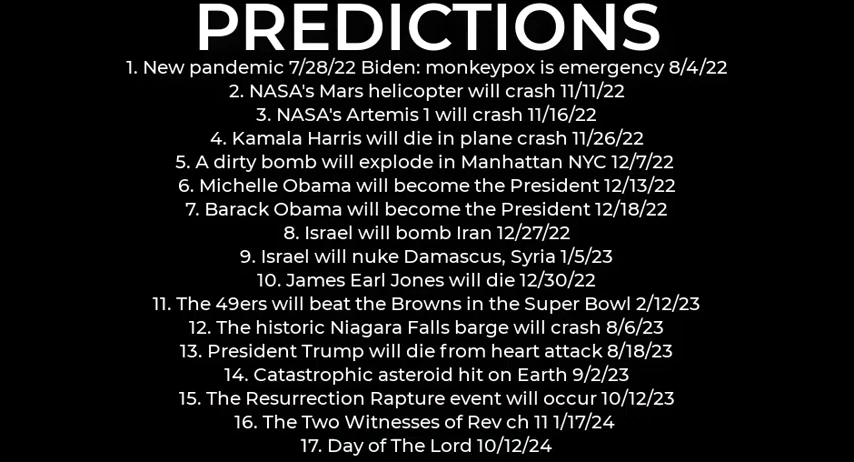 PREDICTIONS
1. New pandemic 7/28/22 Biden: monkeypox is emergency 8/4/22
2. NASA's Mars helicopter will crash 11/11/22
3. NASA's Artemis 1 will crash 11/16/22
4. Kamala Harris will die in plane crash 11/26/22
5. A dirty bomb will explode in Manhattan NYC 12/7/22
6. Michelle Obama will become the President 12/13/22
7. Barack Obama will become the President 12/18/22
8. Israel will bomb Iran 12/27/22
9. Israel will nuke Damascus, Syria 1/5/23
10. James Earl Jones will die 12/30/22
11. The 49ers will beat the Browns in the Super Bowl 2/12/23
12. The historic Niagara Falls barge will crash 8/6/23
13. President Trump will die from heart attack 8/18/23
14. Catastrophic asteroid hit on Earth 9/2/23
15. The Resurrection Rapture event will occur 10/12/23
16. The Two Witnesses of Rev ch 11 1/17/24
17. Day of The Lord 10/12/24